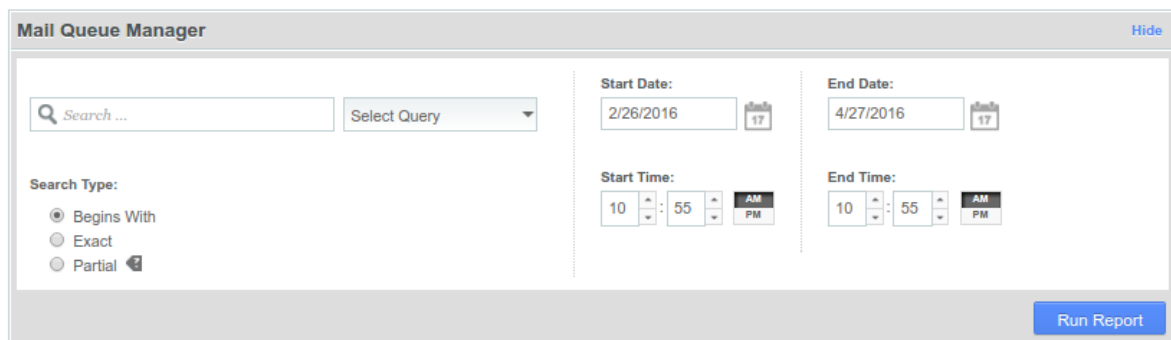 Mail Queue Manager
Hide
Search ...
Select Query
Search Type:
Begins With
Exact
Partial
Start Date:
2/26/2016
17
Start Time:
10 : 55 AM
PM
End Date:
4/27/2016
17
End Time:
10 : 55 AM
PM
Run Report